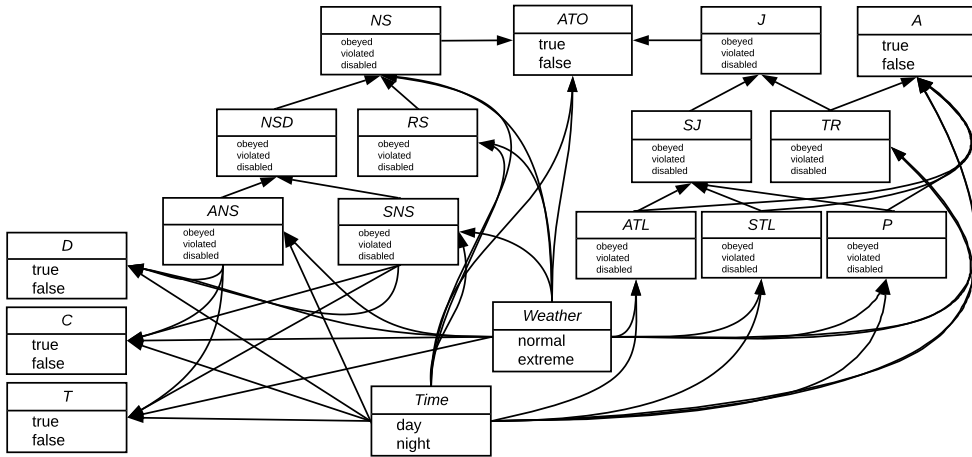 NS
obeyed
violated
disabled
ATO
true
false
J
obeyed
violated
disabled
A
true
false
NSD
obeyed
violated
disabled
RS
obeyed
violated
disabled
SJ
obeyed
violated
disabled
TR
obeyed
violated
disabled
ANS
obeyed
violated
disabled
SNS
obeyed
violated
disabled
ATL
obeyed
violated
disabled
STL
obeyed
violated
disabled
P
obeyed
violated
disabled
D
true
false
C
true
false
T
true
false
Weather
normal
extreme
Time
day
night